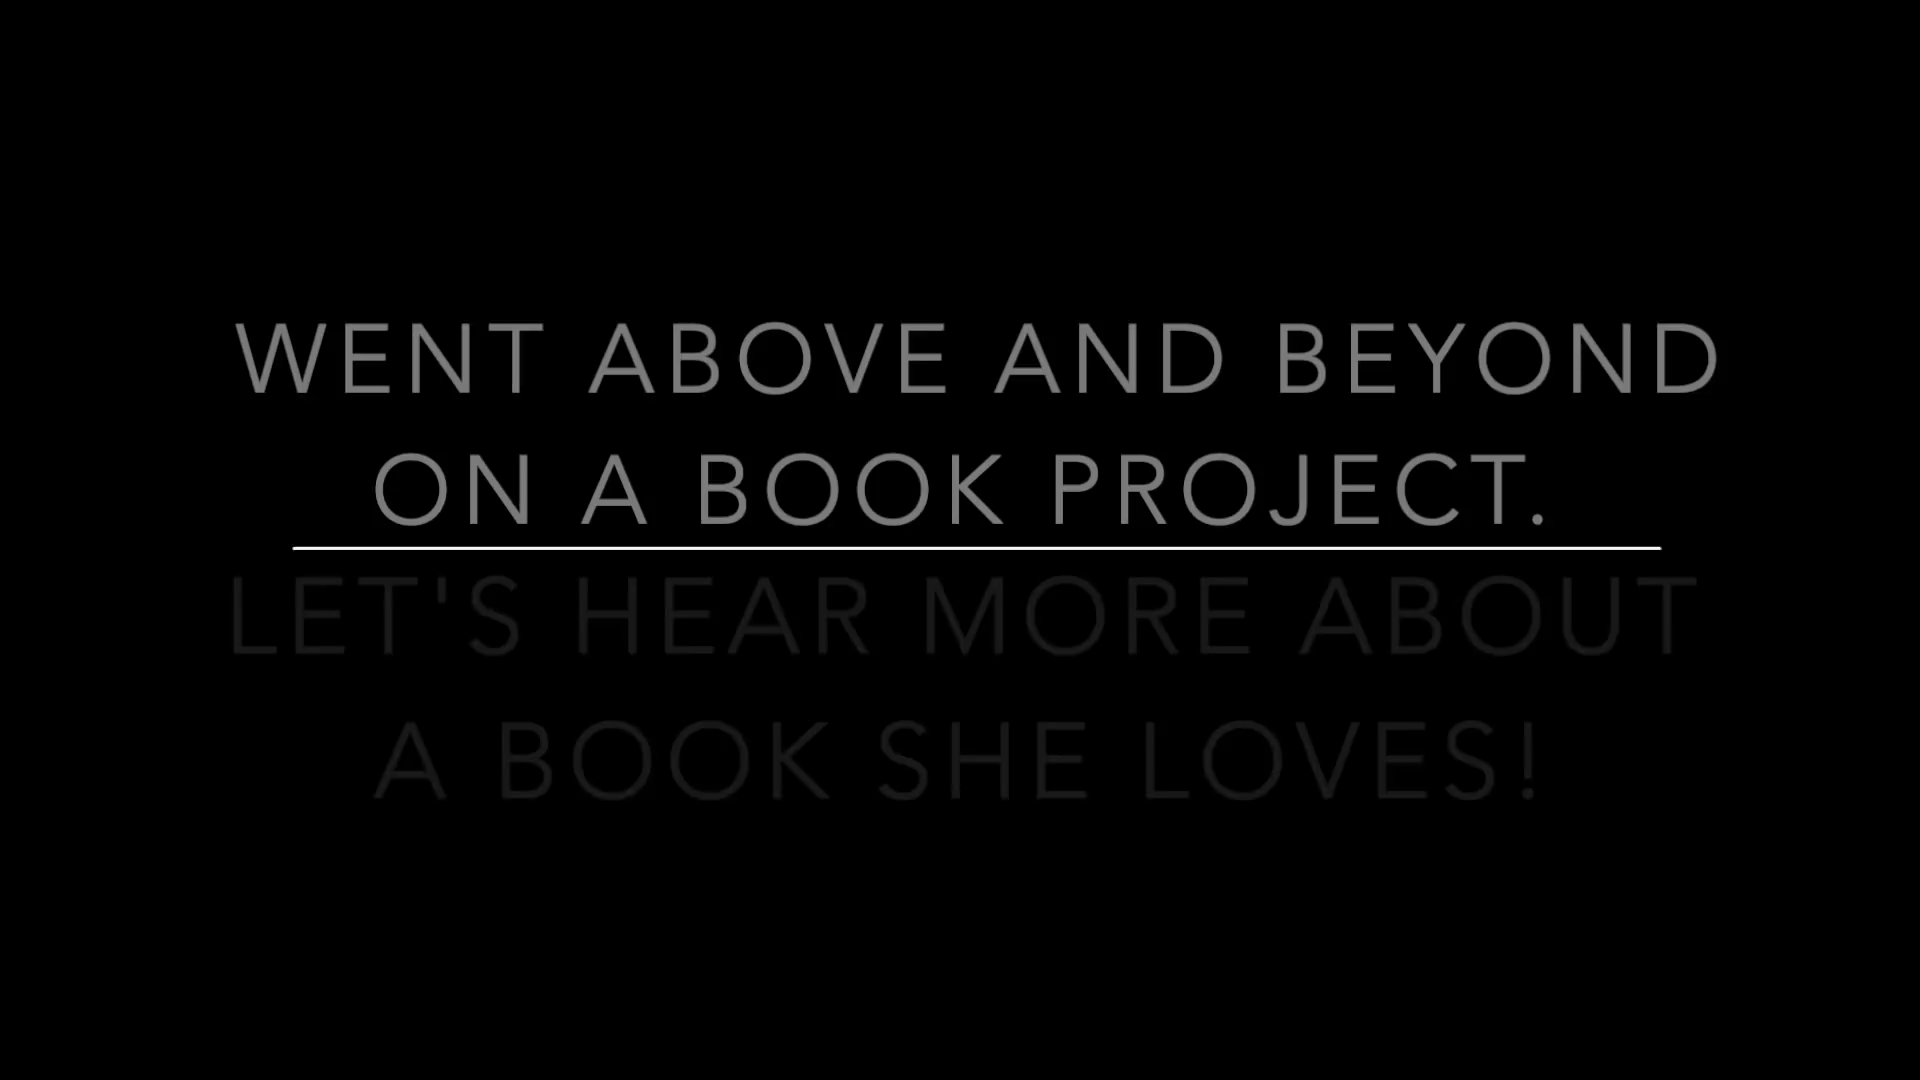 WENT ABOVE AND BEYOND
ON A BOOK PROJECT.
LET'S HEAR MORE ABOUT
A BOOK SHE LOVES!